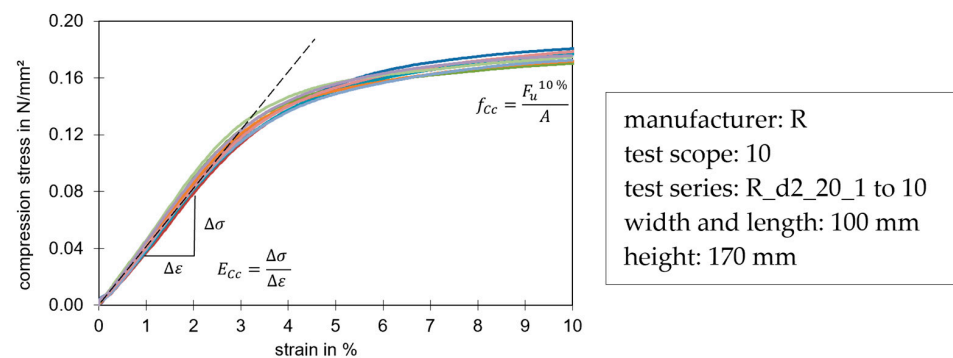 compression stress in N/mm²
0.20
0.16
0.12
0.08
0.04
0.00
0 1 2 3 4 5 6 7 8 9 10
strain in %
Δσ
Δε
E_Cc = Δσ/Δε
f_Cc = F_u^10 %/A
manufacturer: R
test scope: 10
test series: R_d2_20_1 to 10
width and length: 100 mm
height: 170 mm